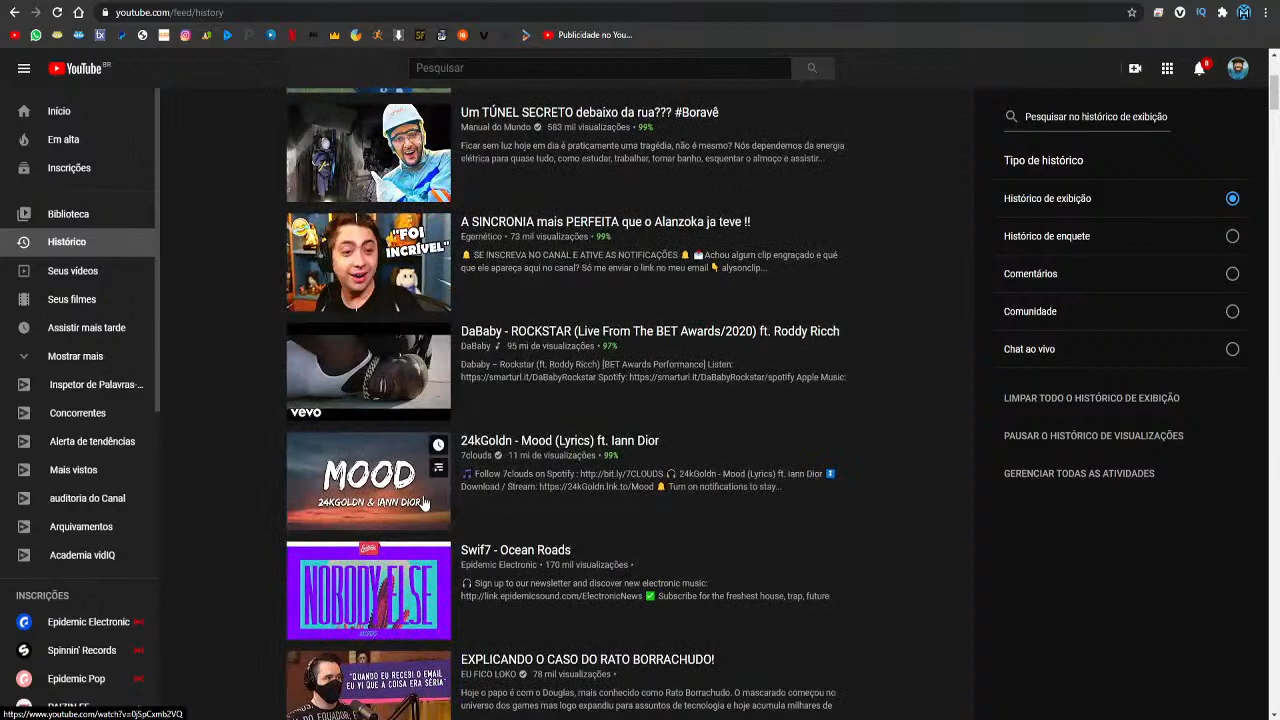 youtube.com/feed/history
Publicidade no You...
YouTube BR
Pesquisar
8
Início
Em alta
Inscrições
Biblioteca
Histórico
Seus vídeos
Seus filmes
Assistir mais tarde
Mostrar mais
Inspetor de Palavras-...
Concorrentes
Alerta de tendências
Mais vistos
auditoria do Canal
Arquivamentos
Academia vidIQ
INSCRIÇÕES
Epidemic Electronic
Spinnin' Records
Epidemic Pop
https://www.youtube.com/watch?v=0j5pCxmb2VQ
Um TÚNEL SECRETO debaixo da rua??? #Boravê
Manual do Mundo • 583 mil visualizações • 99%
Ficar sem luz hoje em dia é praticamente uma tragédia, não é mesmo? Nós dependemos da energia
elétrica para quase tudo, como estudar, trabalhar, tomar banho, esquentar o almoço e assistir...
"FOI
INCRÍVEL"
A SINCRONIA mais PERFEITA que o Alanzoka ja teve !!
Egernético • 73 mil visualizações • 99%
🔔 SE INSCREVA NO CANAL E ATIVE AS NOTIFICAÇÕES 🔔 📩Achou algum clip engraçado e qué
que ele apareça aqui no canal? Só me enviar o link no meu email 👇 alysonclip...
vevo
DaBaby - ROCKSTAR (Live From The BET Awards/2020) ft. Roddy Ricch
DaBaby • 95 mi de visualizações • 97%
Dababy – Rockstar (ft. Roddy Ricch) [BET Awards Performance] Listen:
https://smarturl.it/DaBabyRockstar Spotify: https://smarturl.it/DaBabyRockstar/spotify Apple Music:
MOOD
24KGOLDN & IANN DIOR
24kGoldn - Mood (Lyrics) ft. Iann Dior
7clouds • 11 mi de visualizações • 99%
🎵 Follow 7clouds on Spotify : http://bit.ly/7CLOUDS 🎧 24kGoldn - Mood (Lyrics) ft. Iann Dior ⏬
Download / Stream: https://24kGoldn.lnk.to/Mood 🔔 Turn on notifications to stay...
NOBODY ELSE
Swif7 - Ocean Roads
Epidemic Electronic • 170 mil visualizações •
🎧 Sign up to our newsletter and discover new electronic music:
http://link.epidemicsound.com/ElectronicNews ✅ Subscribe for the freshest house, trap, future
"QUANDO EU RECEBI O EMAIL
EU VI QUE A COISA ERA SÉRIA"
EXPLICANDO O CASO DO RATO BORRACHUDO!
EU FICO LOKO • 78 mil visualizações •
Hoje o papo é com o Douglas, mais conhecido como Rato Borrachudo. O mascarado começou no
universo dos games mas logo expandiu para assuntos de tecnologia e hoje acumula milhares de
Pesquisar no histórico de exibição
Tipo de histórico
Histórico de exibição
Histórico de enquete
Comentários
Comunidade
Chat ao vivo
LIMPAR TODO O HISTÓRICO DE EXIBIÇÃO
PAUSAR O HISTÓRICO DE VISUALIZAÇÕES
GERENCIAR TODAS AS ATIVIDADES